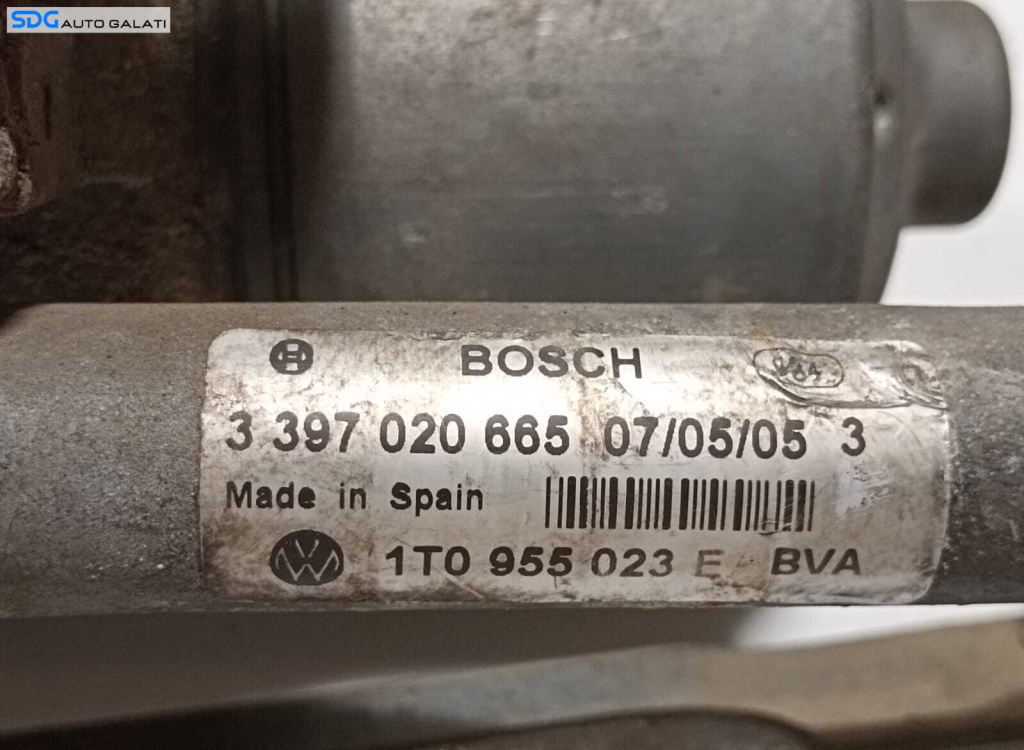 SDG AUTO GALATI
BOSCH
3 397 020 665 07/05/05 3
Made in Spain
1T0 955 023 E BVA